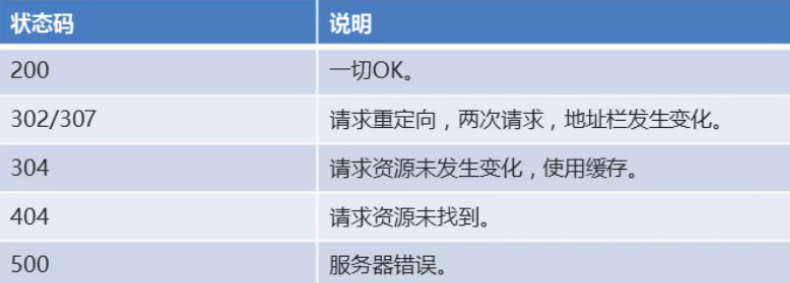 状态码 说明
200 一切OK。
302/307 请求重定向，两次请求，地址栏发生变化。
304 请求资源未发生变化，使用缓存。
404 请求资源未找到。
500 服务器错误。